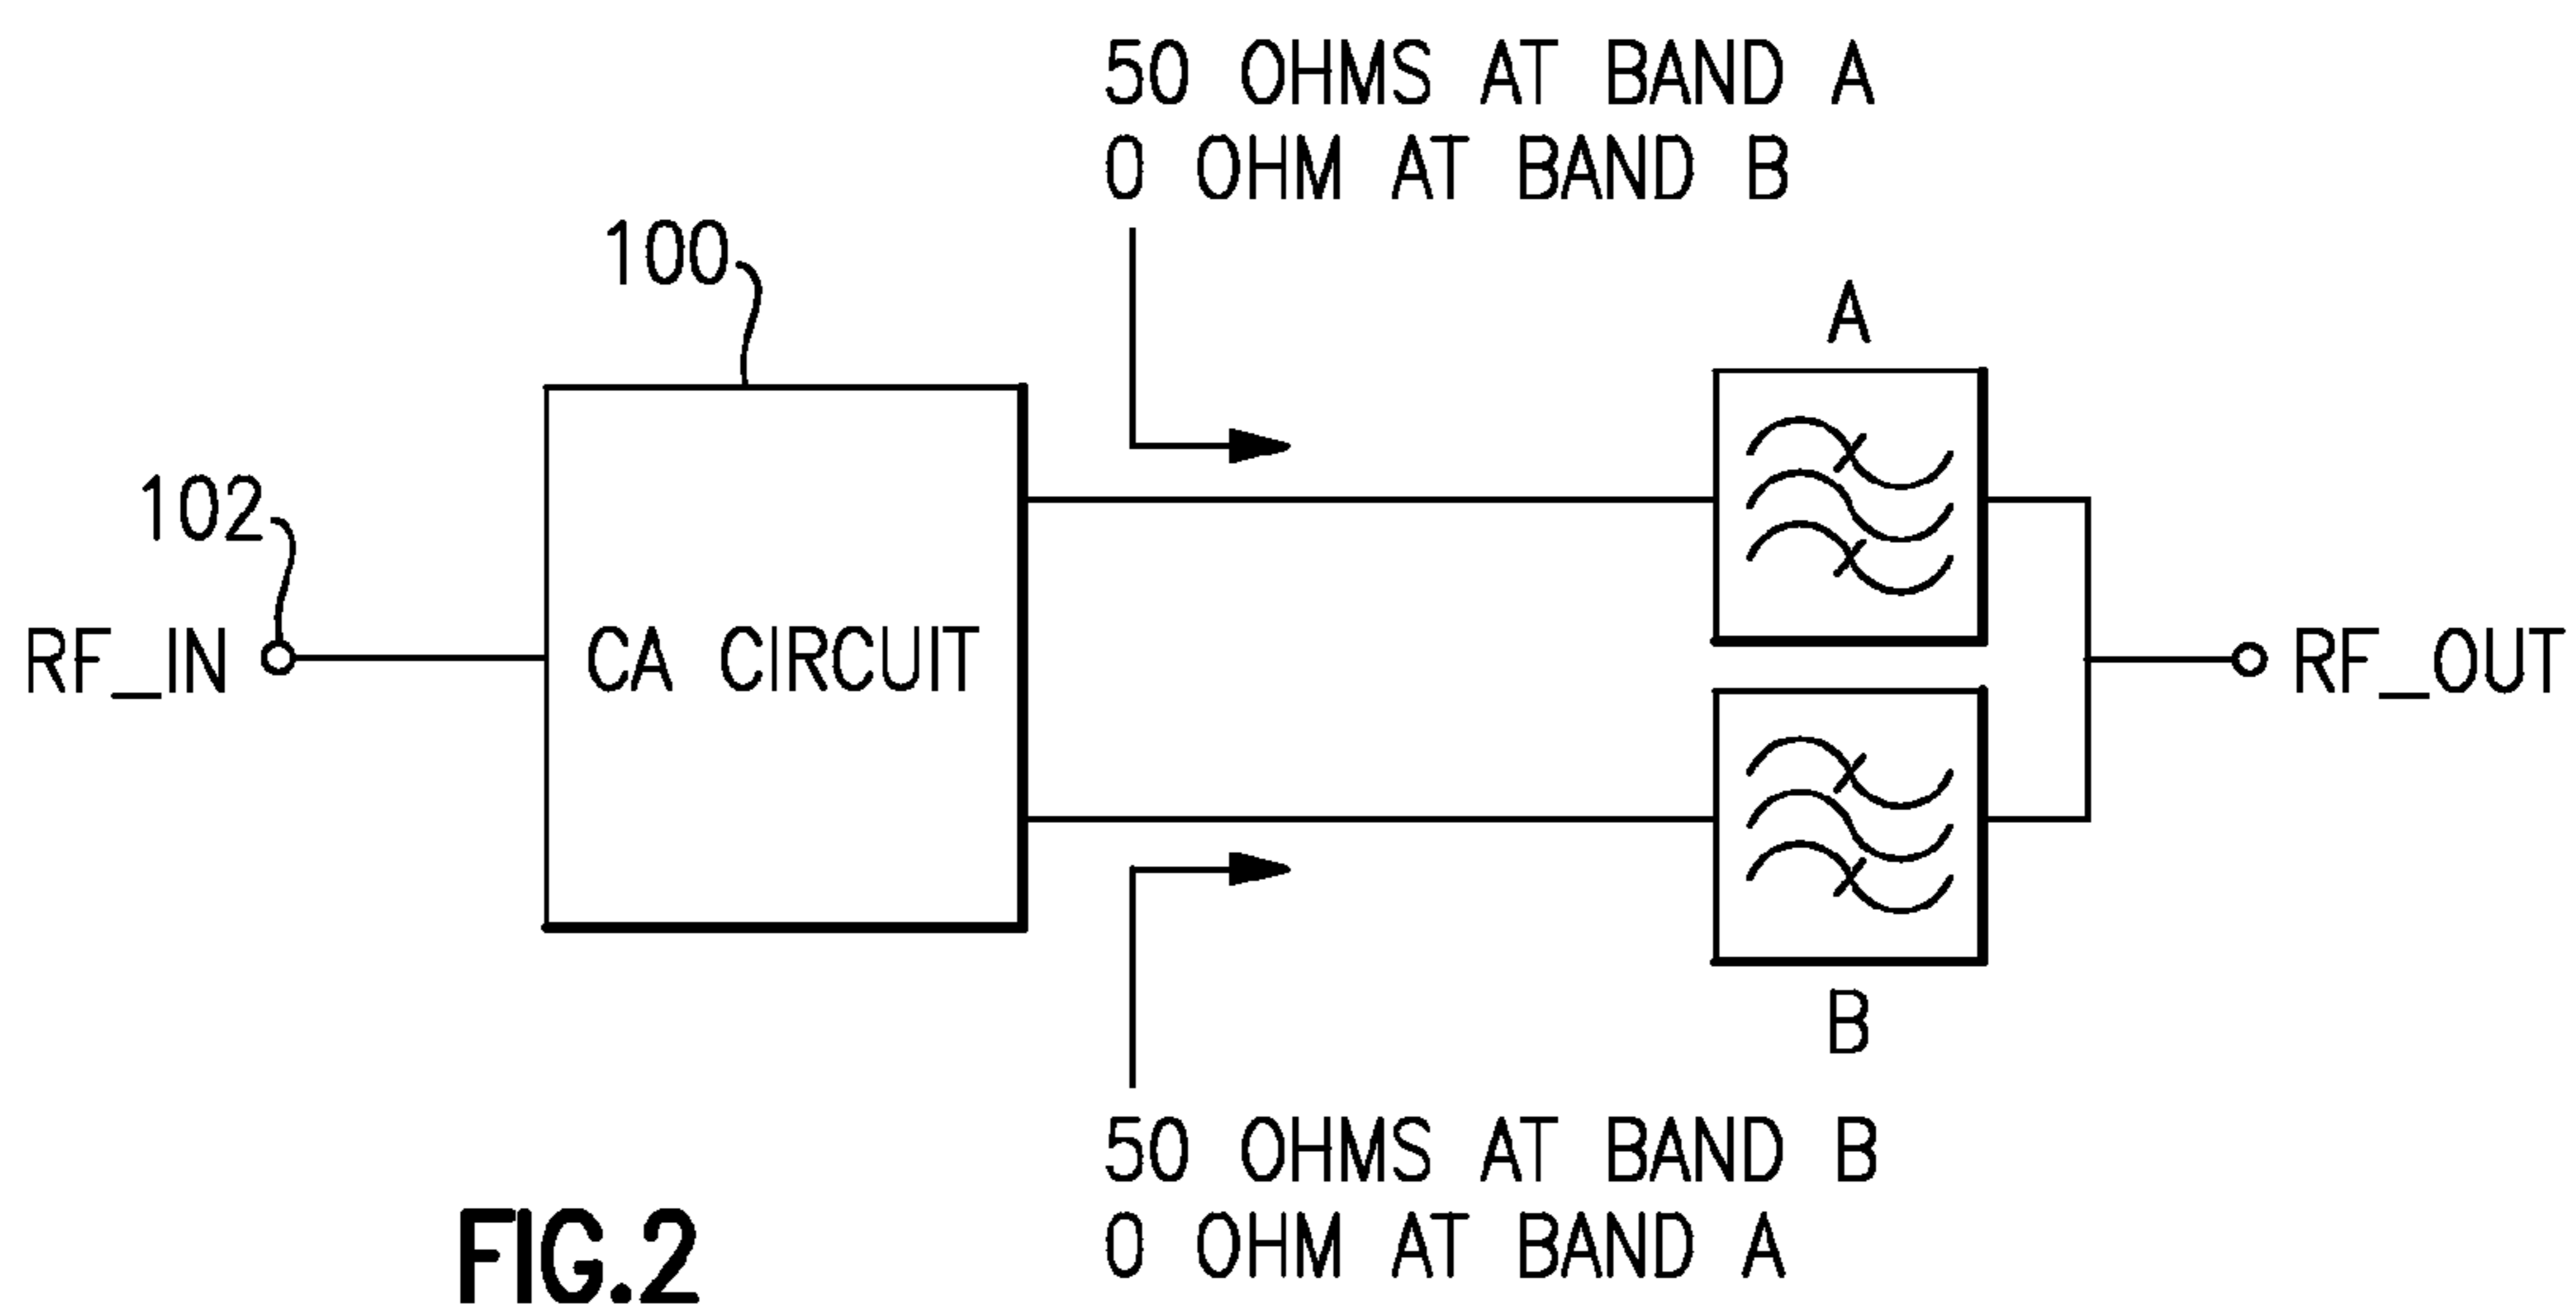 50 OHMS AT BAND A
0 OHM AT BAND B
100
A
102
RF_IN
CA CIRCUIT
RF_OUT
B
50 OHMS AT BAND B
0 OHM AT BAND A
FIG.2